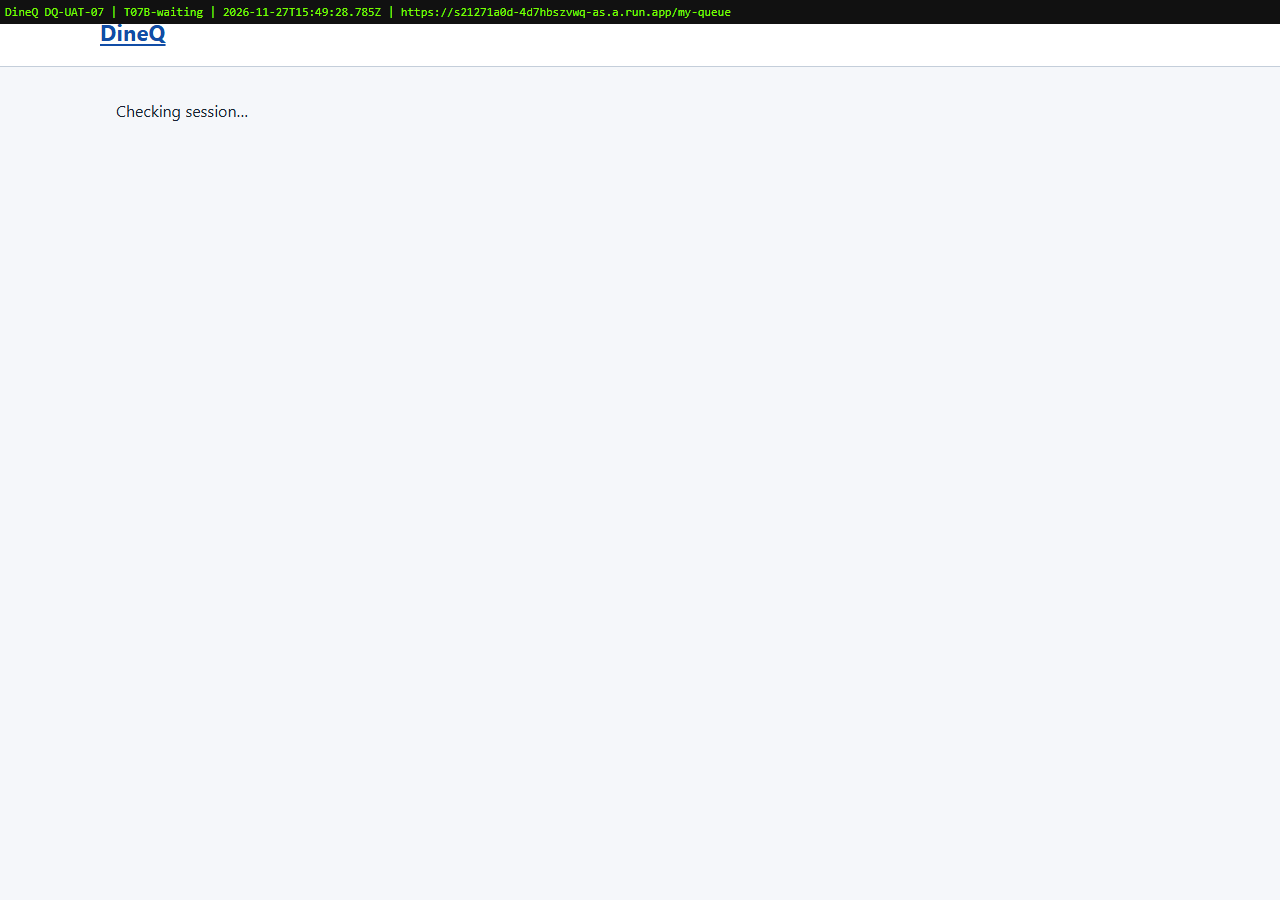 DineQ DQ-UAT-07 | T07B-waiting | 2026-11-27T15:49:28.785Z | https://s21271a0d-4d7hbszvwq-as.a.run.app/my-queue
DineQ
Checking session...